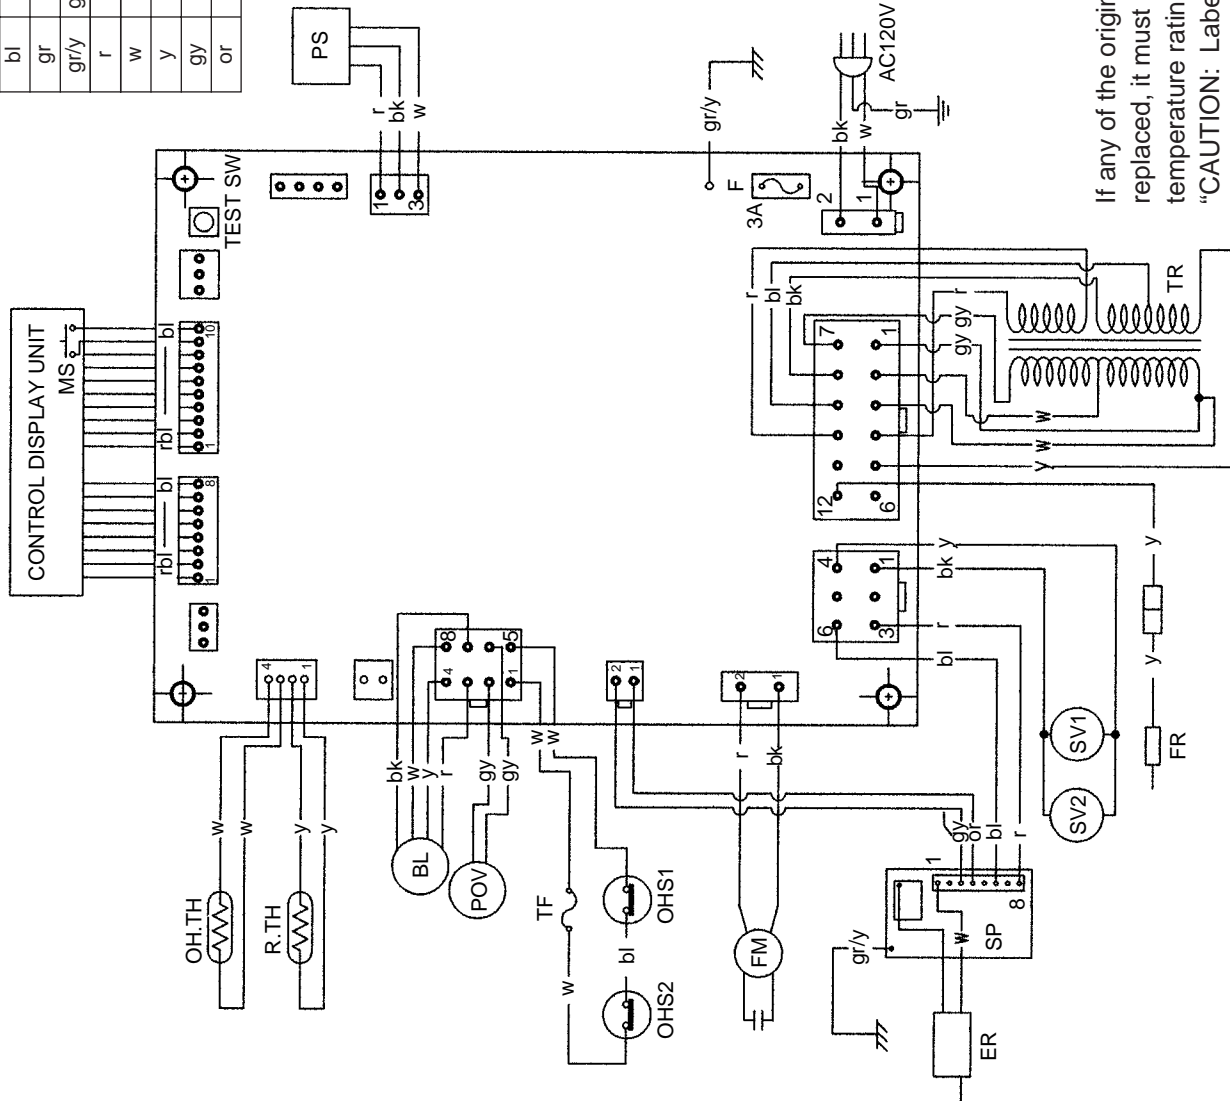 bl
gr
gr/y g
r
w
y
gy
or
PS
r
bk
w
1
3
TEST SW
CONTROL DISPLAY UNIT
MS
rbl
bl
1
8
rbl
bl
1
10
4
1
w
w
y
y
OH.TH
R.TH
bk
w
y
r
gy
gy
8
5
4
1
BL
POV
w
w
TF
w
OHS1
bl
OHS2
2
1
2
1
r
bk
FM
gr/y
gr/y
F
3A
2
1
bk
w
gr
AC120V
r
bl
bk
7
1
12
6
gy
gy
r
w
w
y
TR
4
1
6
3
y
bk
r
bl
SV1
SV2
y
y
FR
gy
or
bl
r
1
8
w
SP
ER
If any of the origin
replaced, it must
temperature ratin
"CAUTION: Labe